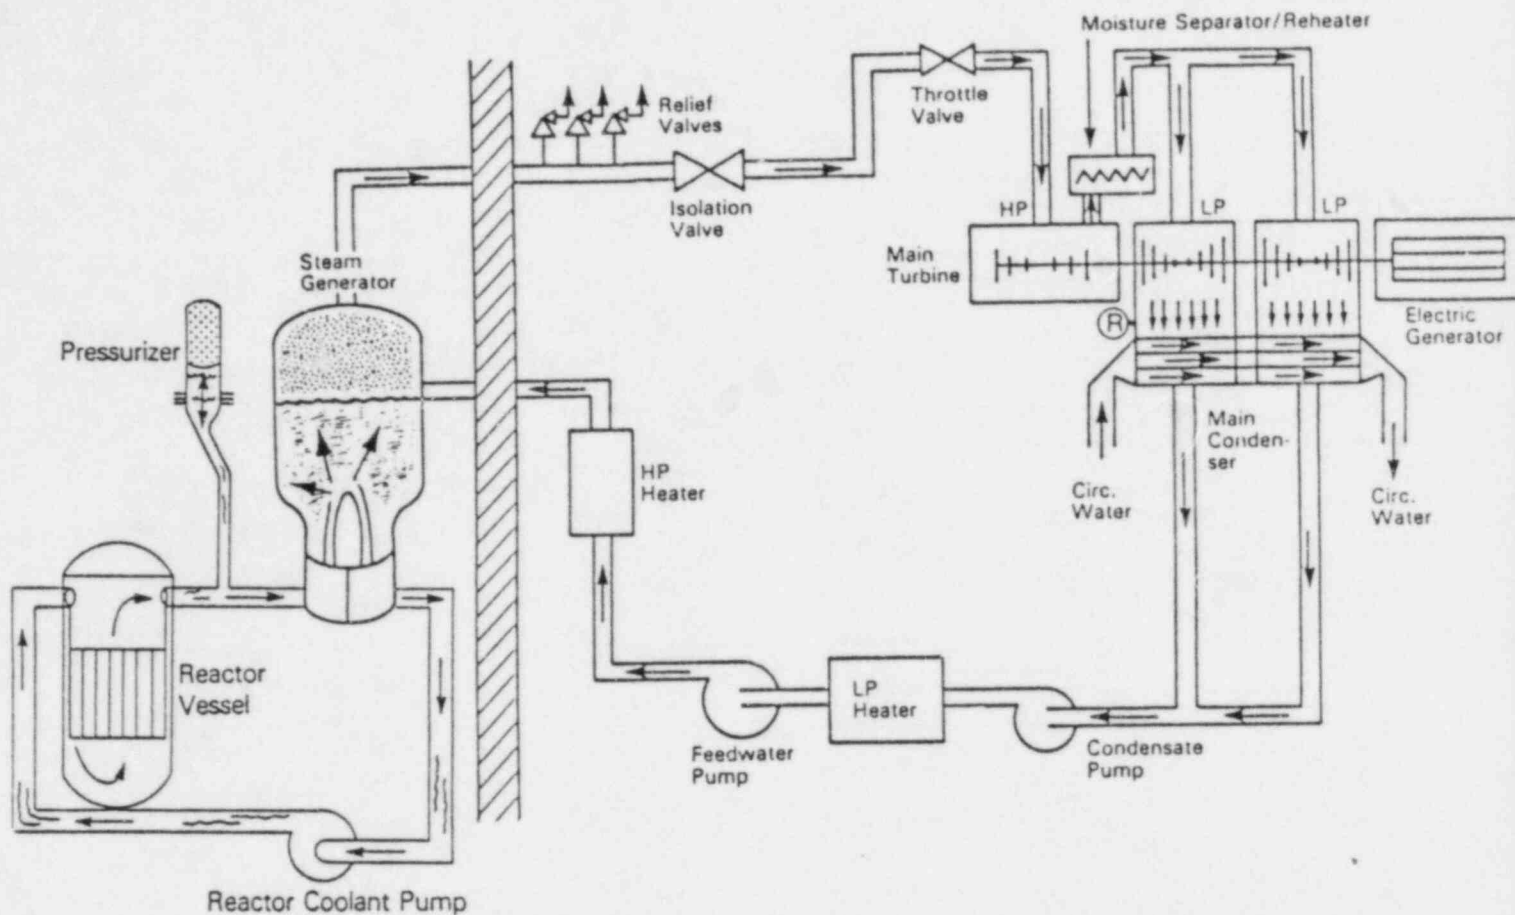 Moisture Separator/Reheater
Relief
Valves
Throttle
Valve
Isolation
Valve
HP
LP
LP
Main
Turbine
Steam
Generator
R
Electric
Generator
Pressurizer
Main
Conden-
ser
HP
Heater
Circ.
Water
Circ.
Water
Reactor
Vessel
LP
Heater
Feedwater
Pump
Condensate
Pump
Reactor Coolant Pump